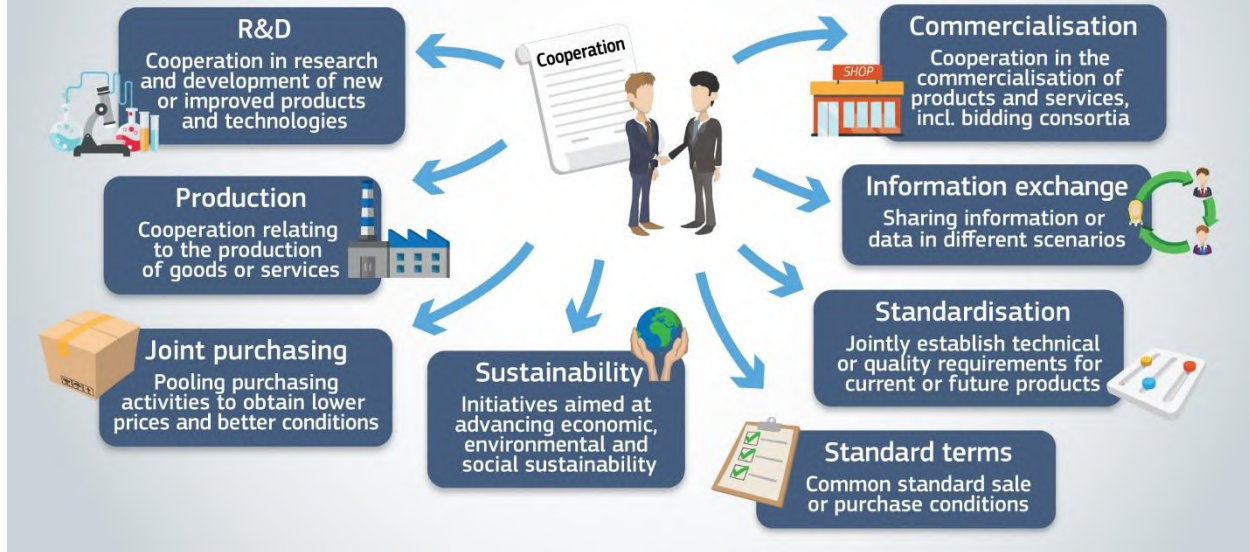 Cooperation
R&D
Cooperation in research
and development of new
or improved products
and technologies
Production
Cooperation relating
to the production
of goods or services
Joint purchasing
Pooling purchasing
activities to obtain lower
prices and better conditions
Sustainability
Initiatives aimed at
advancing economic,
environmental and
social sustainability
Commercialisation
Cooperation in the
commercialisation of
products and services,
incl. bidding consortia
SHOP
Information exchange
Sharing information or
data in different scenarios
Standardisation
Jointly establish technical
or quality requirements for
current or future products
Standard terms
Common standard sale
or purchase conditions